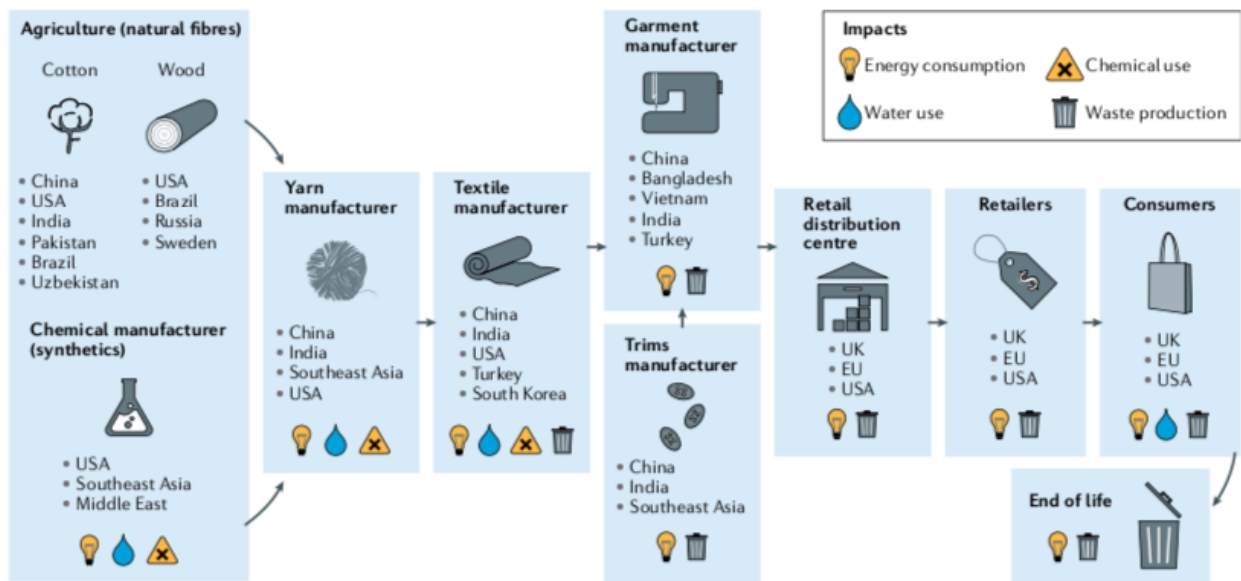 Agriculture (natural fibres)
Cotton
• China
• USA
• India
• Pakistan
• Brazil
• Uzbekistan
Wood
• USA
• Brazil
• Russia
• Sweden
Chemical manufacturer
(synthetics)
• USA
• Southeast Asia
• Middle East
Yarn
manufacturer
• China
• India
• Southeast Asia
• USA
Textile
manufacturer
• China
• India
• USA
• Turkey
• South Korea
Garment
manufacturer
• China
• Bangladesh
• Vietnam
• India
• Turkey
Trims
manufacturer
• China
• India
• Southeast Asia
Impacts
Energy consumption
Chemical use
Water use
Waste production
Retail
distribution
centre
• UK
• EU
• USA
Retailers
$
• UK
• EU
• USA
Consumers
• UK
• EU
• USA
End of life